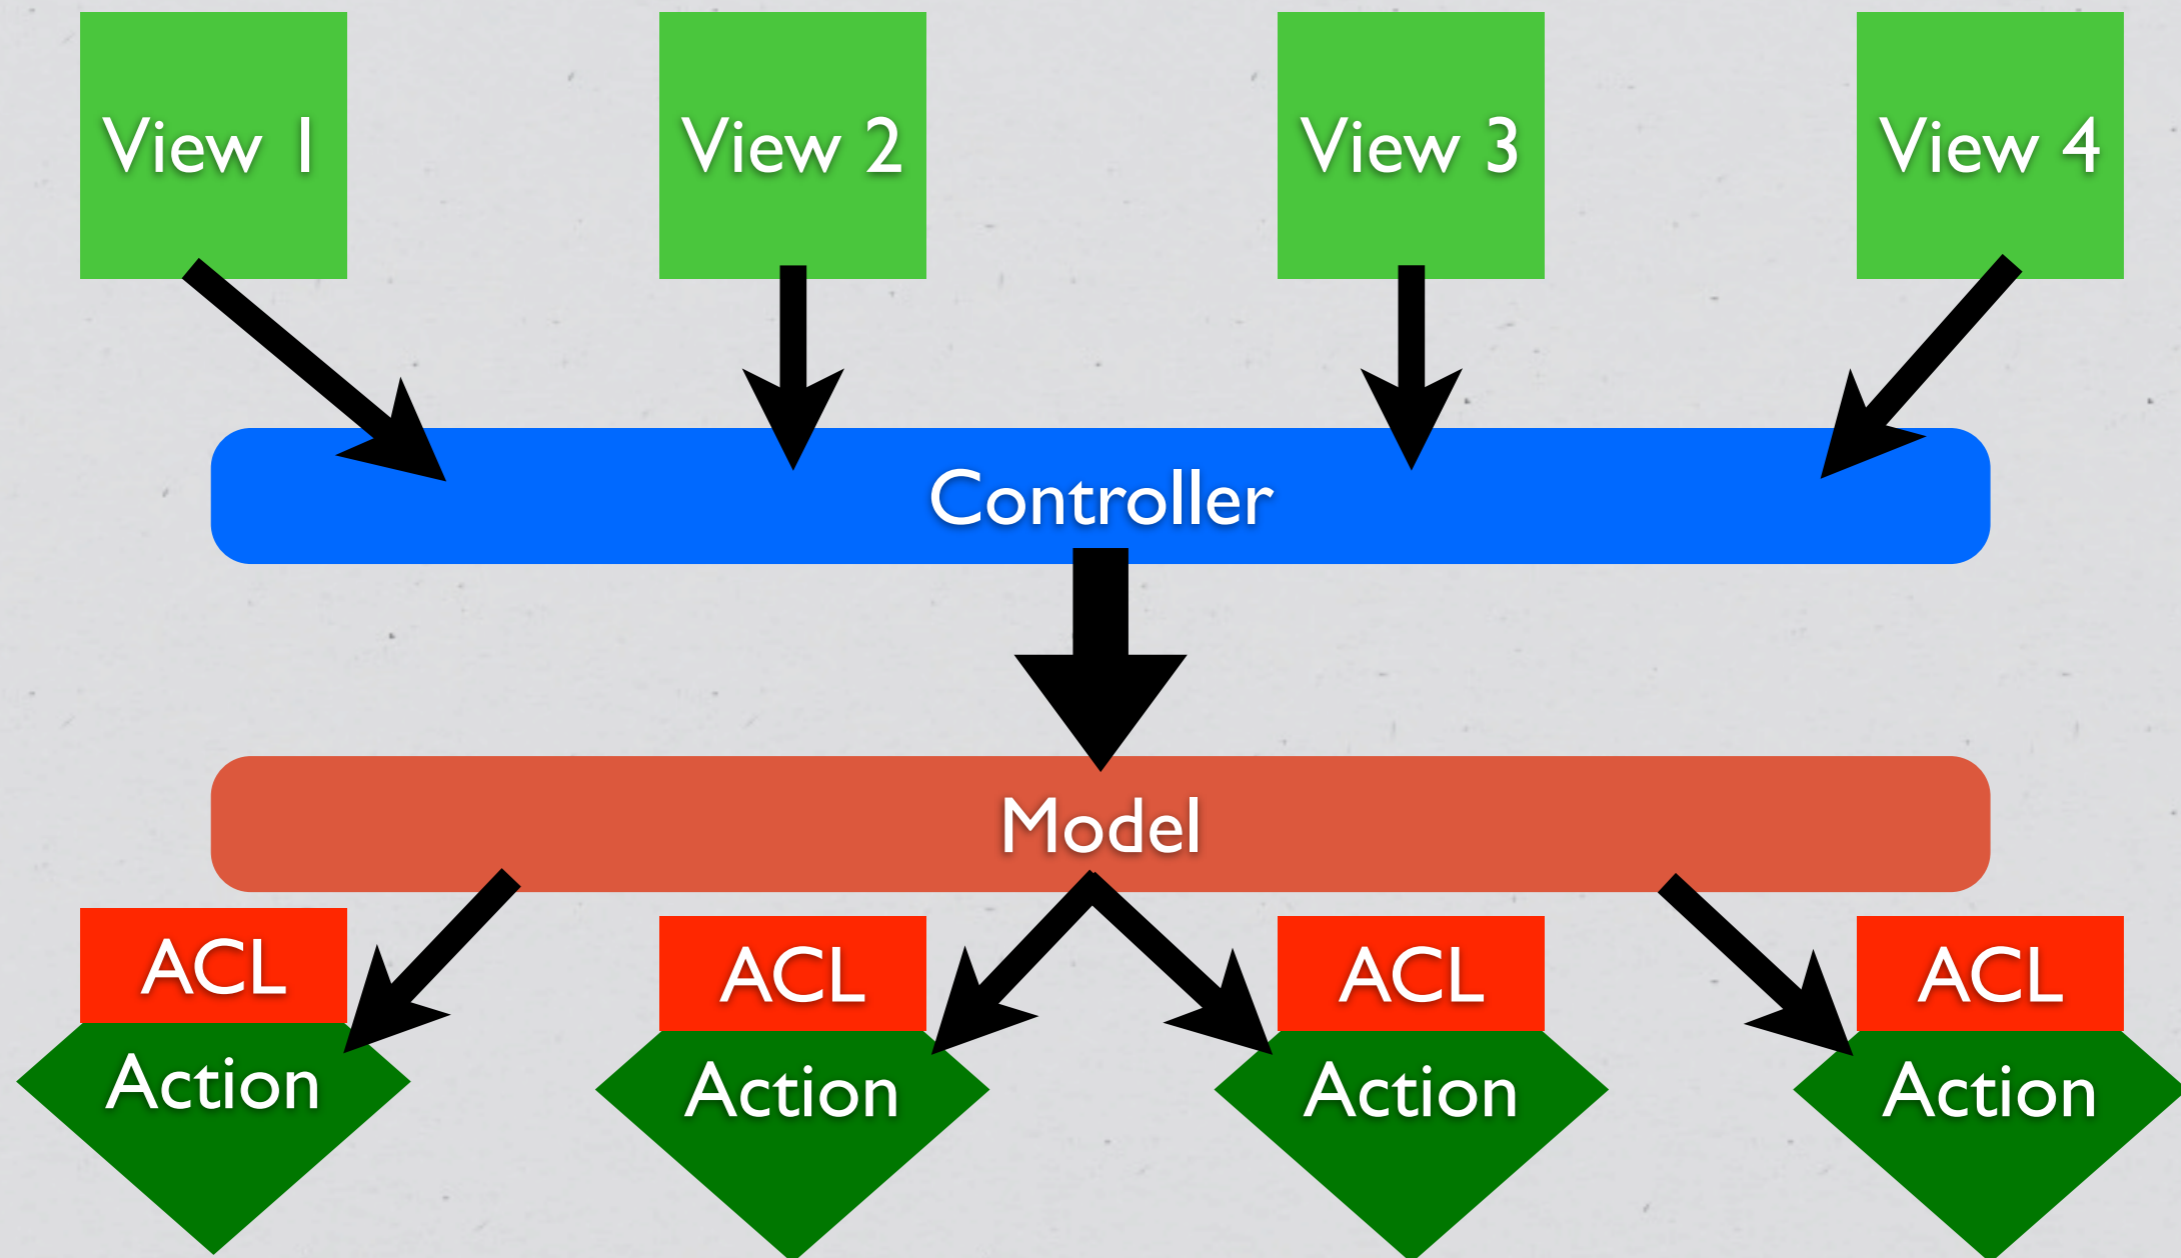 View 1
View 2
View 3
View 4
Controller
Model
ACL
ACL
ACL
ACL
Action
Action
Action
Action